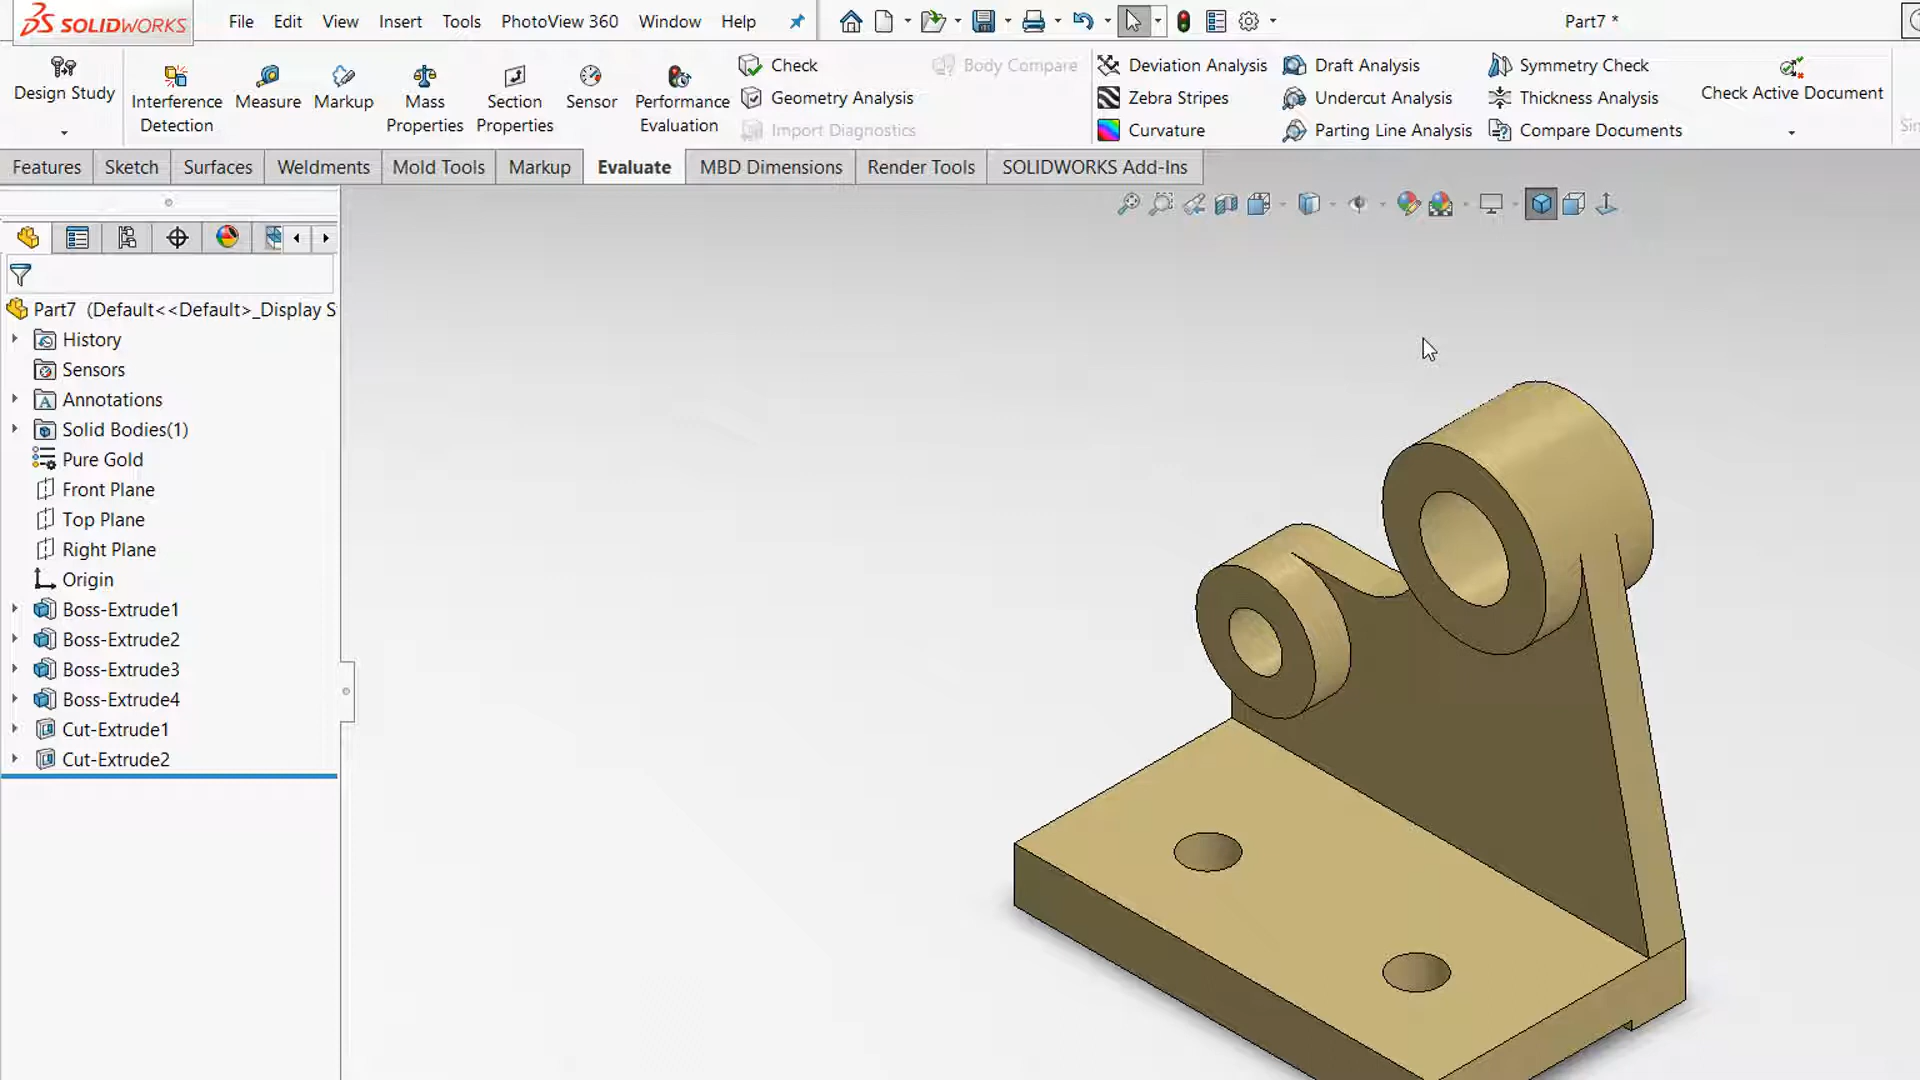 SOLIDWORKS File Edit View Insert Tools PhotoView 360 Window Help Part7 *
Design Study
Interference Detection
Measure
Markup
Mass Properties
Section Properties
Sensor
Performance Evaluation
Check
Geometry Analysis
Import Diagnostics
Body Compare
Deviation Analysis
Zebra Stripes
Curvature
Draft Analysis
Undercut Analysis
Parting Line Analysis
Symmetry Check
Thickness Analysis
Compare Documents
Check Active Document
Features Sketch Surfaces Weldments Mold Tools Markup Evaluate MBD Dimensions Render Tools SOLIDWORKS Add-Ins
Part7 (Default<<Default>_Display S
History
Sensors
Annotations
Solid Bodies(1)
Pure Gold
Front Plane
Top Plane
Right Plane
Origin
Boss-Extrude1
Boss-Extrude2
Boss-Extrude3
Boss-Extrude4
Cut-Extrude1
Cut-Extrude2